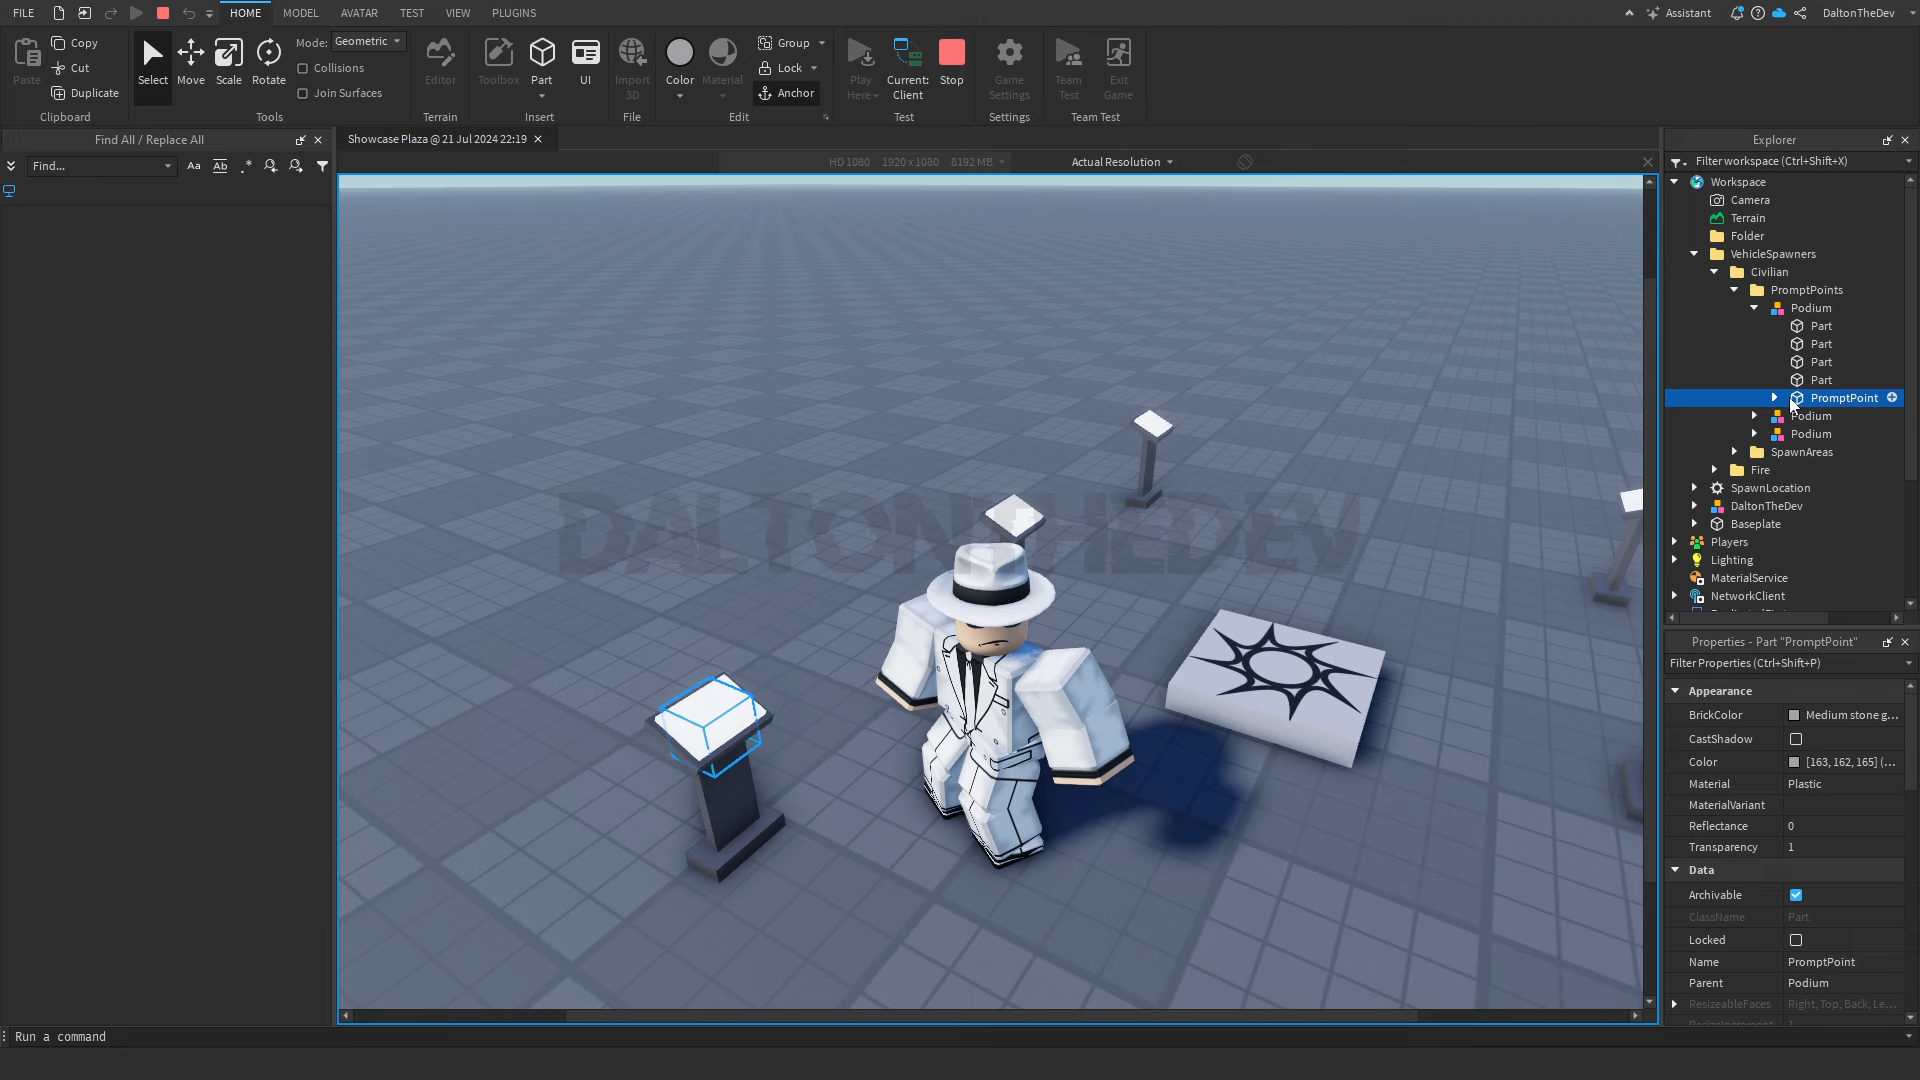 FILE
HOME
MODEL
AVATAR
TEST
VIEW
PLUGINS
Assistant
DaltonTheDev
Paste
Copy
Cut
Duplicate
Clipboard
Select
Move
Scale
Rotate
Mode: Geometric
Collisions
Join Surfaces
Tools
Editor
Terrain
Toolbox
Part
UI
Insert
Import
3D
File
Color
Material
Group
Lock
Anchor
Edit
Play
Here
Current:
Client
Stop
Test
Game
Settings
Settings
Team
Test
Exit
Game
Team Test
Find All / Replace All
Find...
Aa
Ab
.*
Showcase Plaza @ 21 Jul 2024 22:19
HD 1080 1920 x 1080 8192 MB
Actual Resolution
DALTONTHEDEV
Explorer
Filter workspace (Ctrl+Shift+X)
Workspace
Camera
Terrain
Folder
VehicleSpawners
Civilian
PromptPoints
Podium
Part
Part
Part
Part
PromptPoint
Podium
Podium
SpawnAreas
Fire
SpawnLocation
DaltonTheDev
Baseplate
Players
Lighting
MaterialService
NetworkClient
Properties - Part "PromptPoint"
Filter Properties (Ctrl+Shift+P)
Appearance
BrickColor Medium stone g...
CastShadow
Color [163, 162, 165] (...
Material Plastic
MaterialVariant
Reflectance 0
Transparency 1
Data
Archivable
ClassName Part
Locked
Name PromptPoint
Parent Podium
ResizeableFaces Right, Top, Back, Le...
Run a command